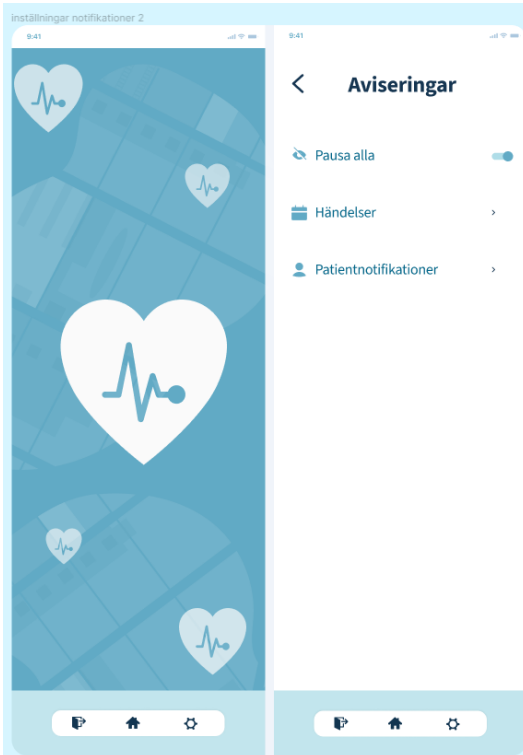 inställningar notifikationer 2
9:41
9:41
Aviseringar
Pausa alla
Händelser
Patientnotifikationer